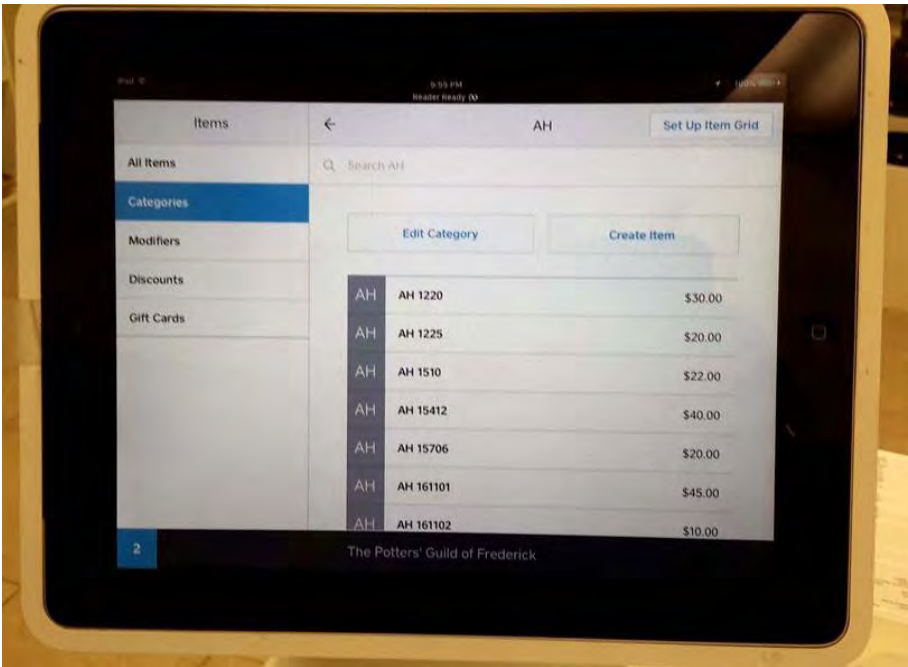 iPad
9:55 PM
100%
Reader Ready
Items
AH
Set Up Item Grid
All Items
Search AH
Categories
Edit Category
Create Item
Modifiers
Discounts
Gift Cards
AH AH 1220 $30.00
AH AH 1225 $20.00
AH AH 1510 $22.00
AH AH 15412 $40.00
AH AH 15706 $20.00
AH AH 161101 $45.00
AH AH 161102 $10.00
2
The Potters' Guild of Frederick